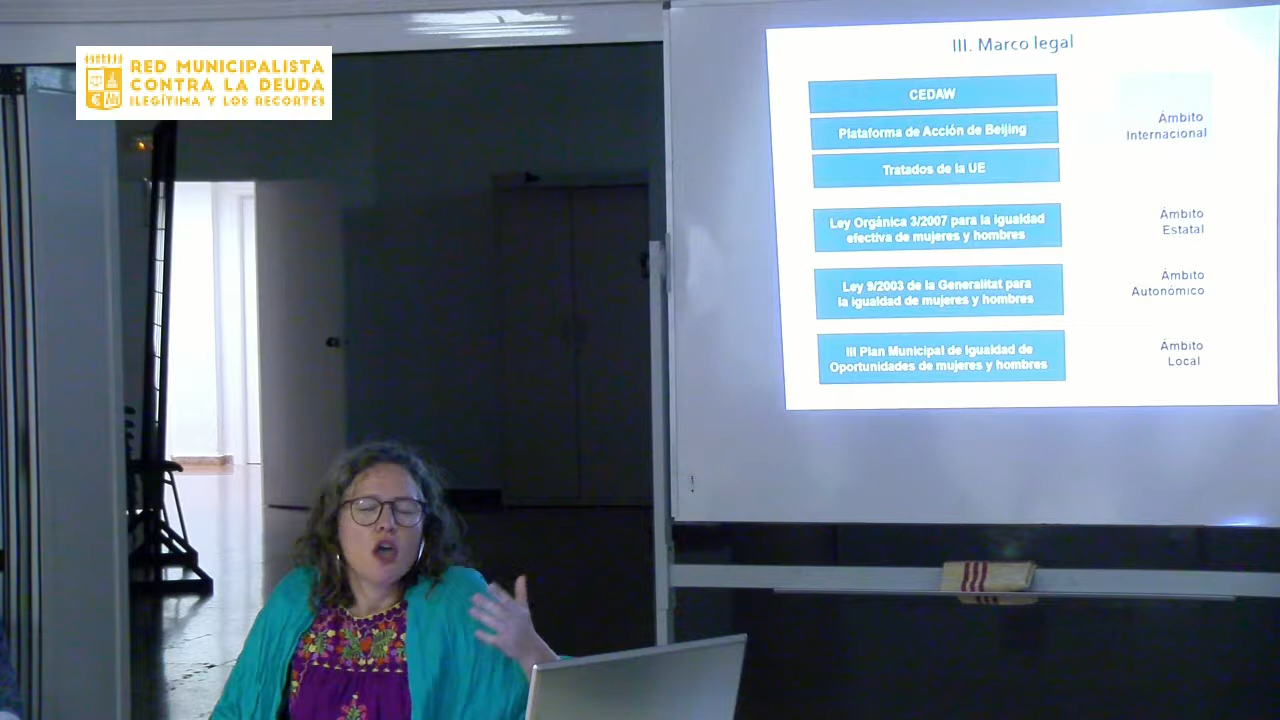 RED MUNICIPALISTA
CONTRA LA DEUDA
ILEGÍTIMA Y LOS RECORTES
III. Marco legal
CEDAW
Plataforma de Acción de Beijing
Tratados de la UE
Ámbito
Internacional
Ley Orgánica 3/2007 para la igualdad
efectiva de mujeres y hombres
Ámbito
Estatal
Ley 9/2003 de la Generalitat para
la igualdad de mujeres y hombres
Ámbito
Autonómico
III Plan Municipal de Igualdad de
Oportunidades de mujeres y hombres
Ámbito
Local